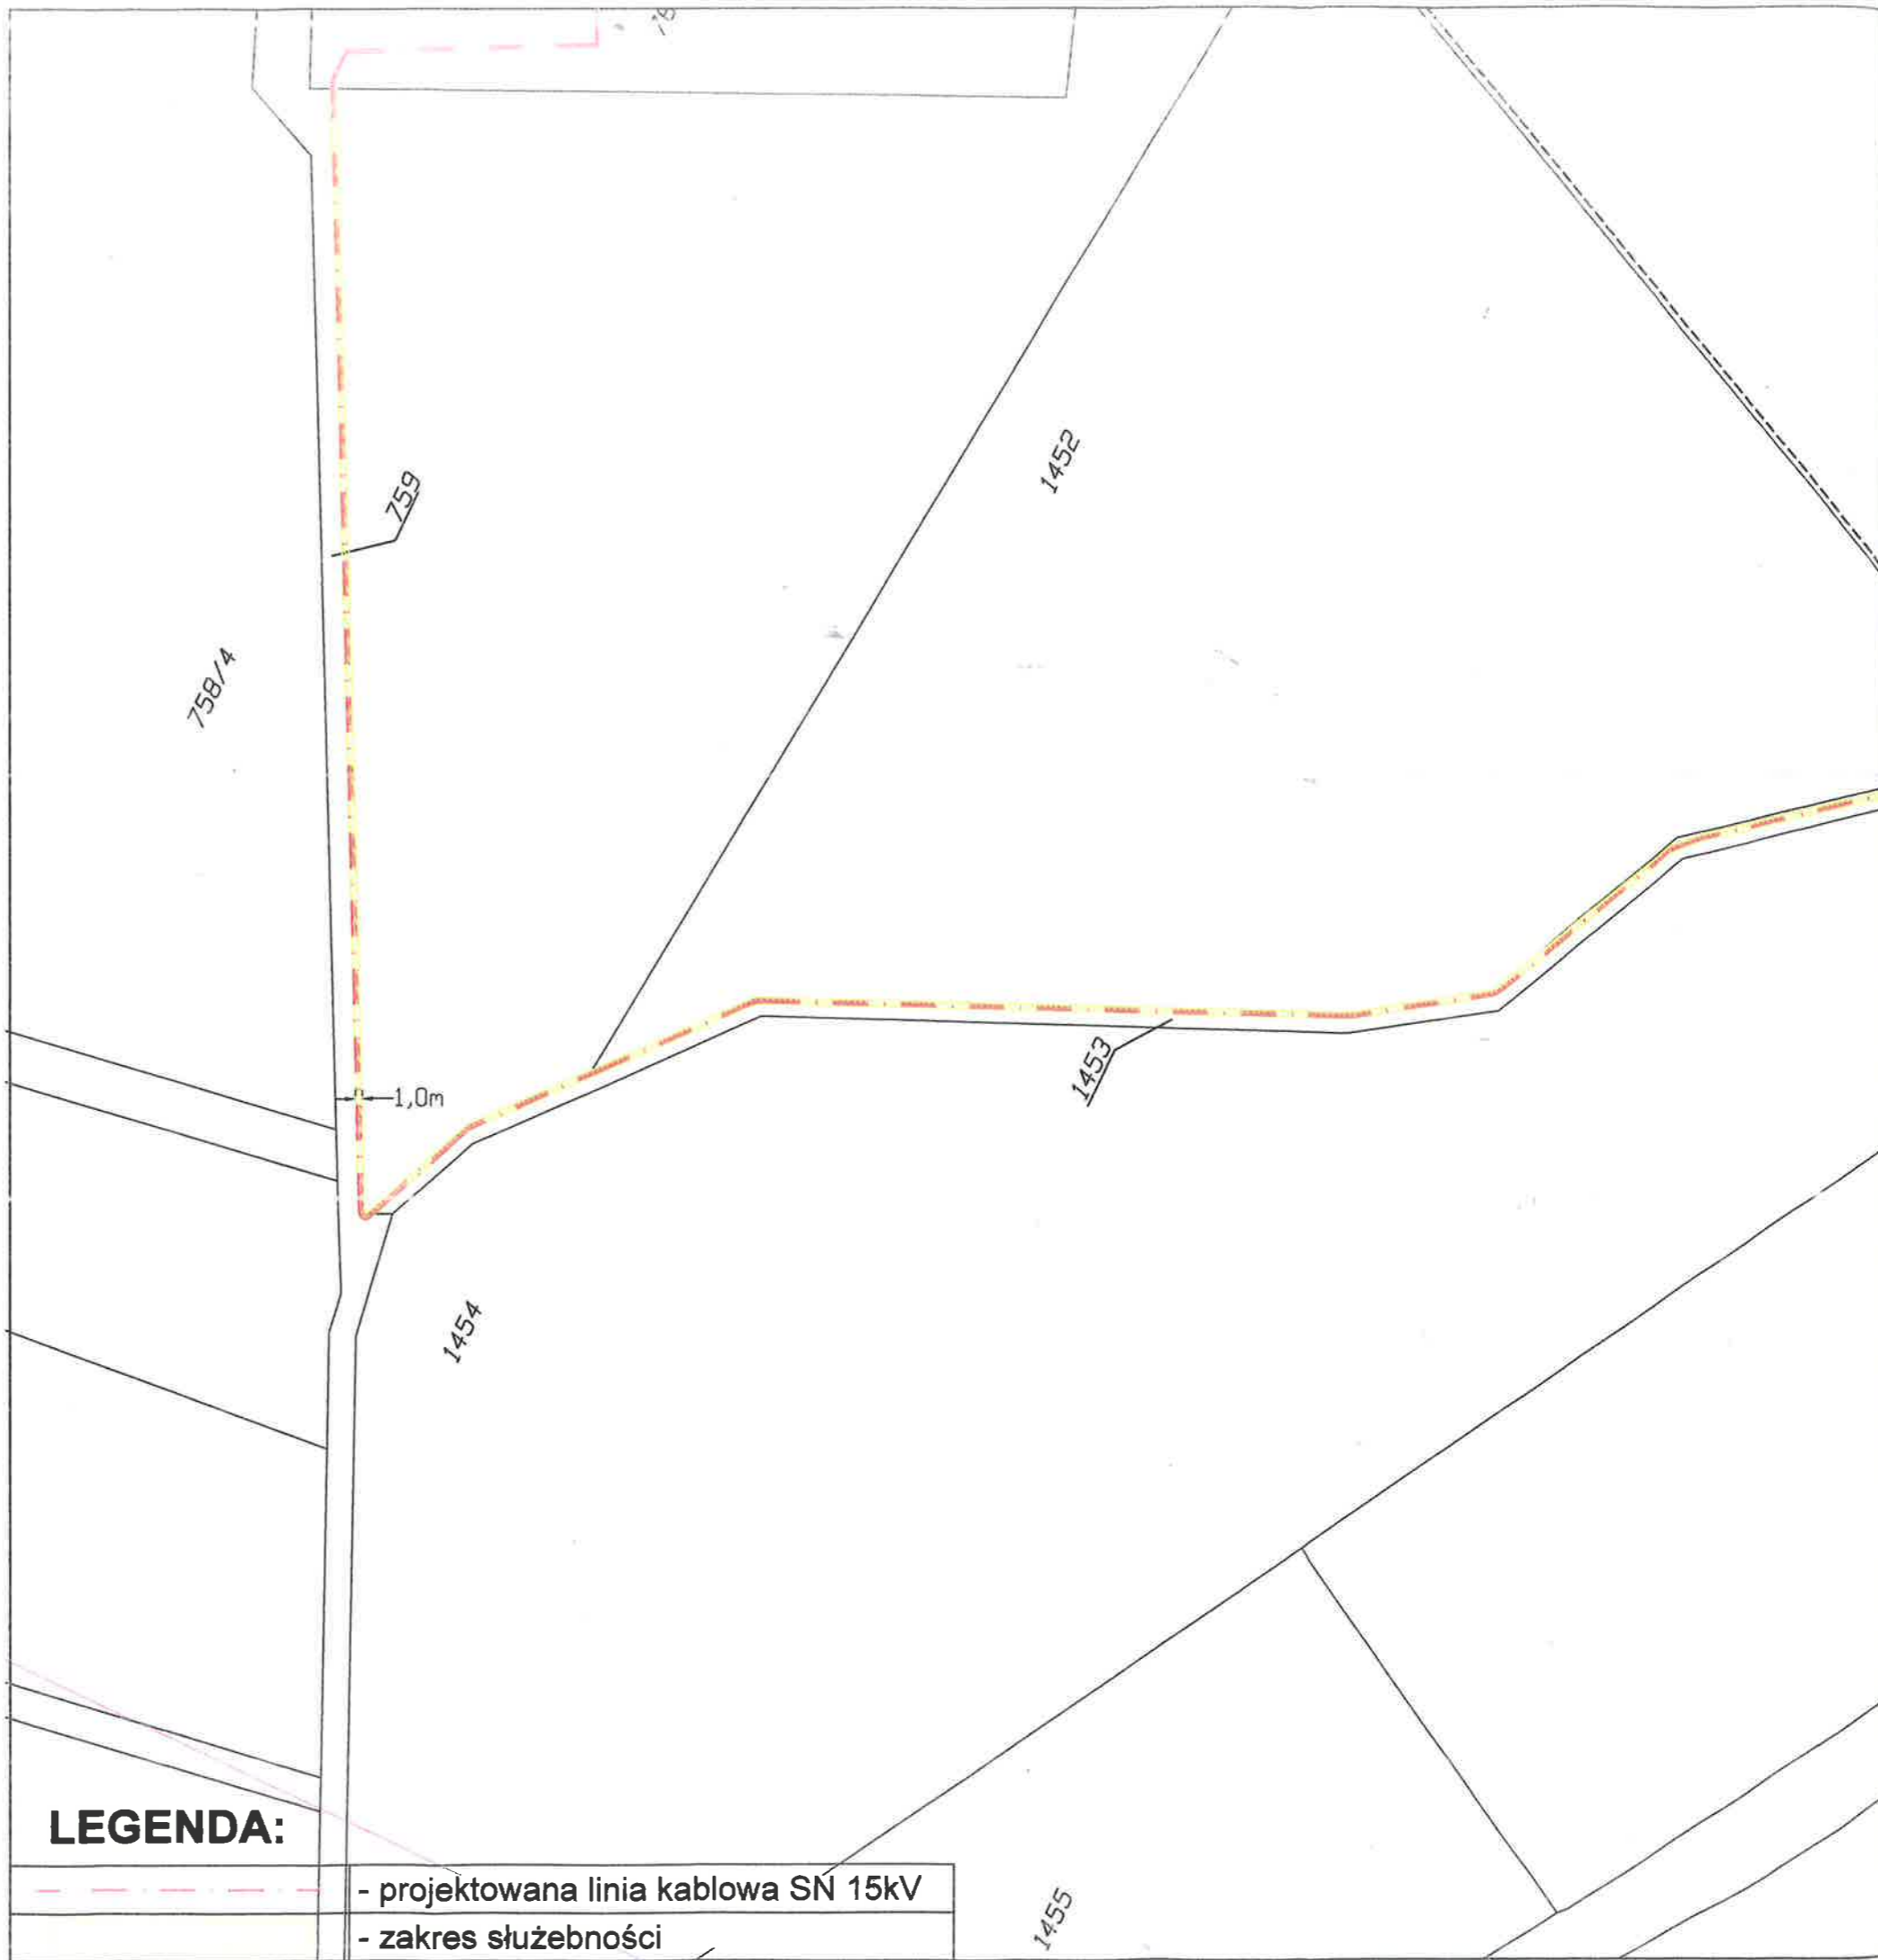 759
1452
758/4
1,0m
1453
1454
LEGENDA:
- projektowana linia kablowa SN 15kV
- zakres służebności
1455